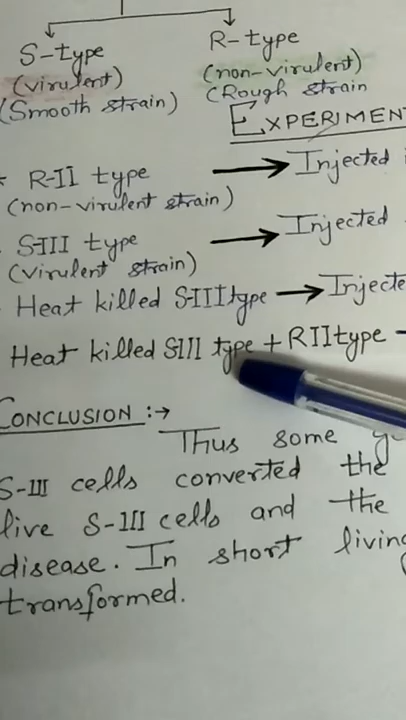 S-type
(virulent)
(Smooth strain)
R-type
(non-virulent)
(Rough strain
EXPERIMENT
* R-II type → Injected
(non-virulent strain)
S-III type → Injected
(virulent strain)
Heat killed S-III type → Injecte
Heat killed SIII type + RII type →
CONCLUSION :→
Thus some
S-III cells converted the
live S-III cells and the
disease. In short living
transformed.